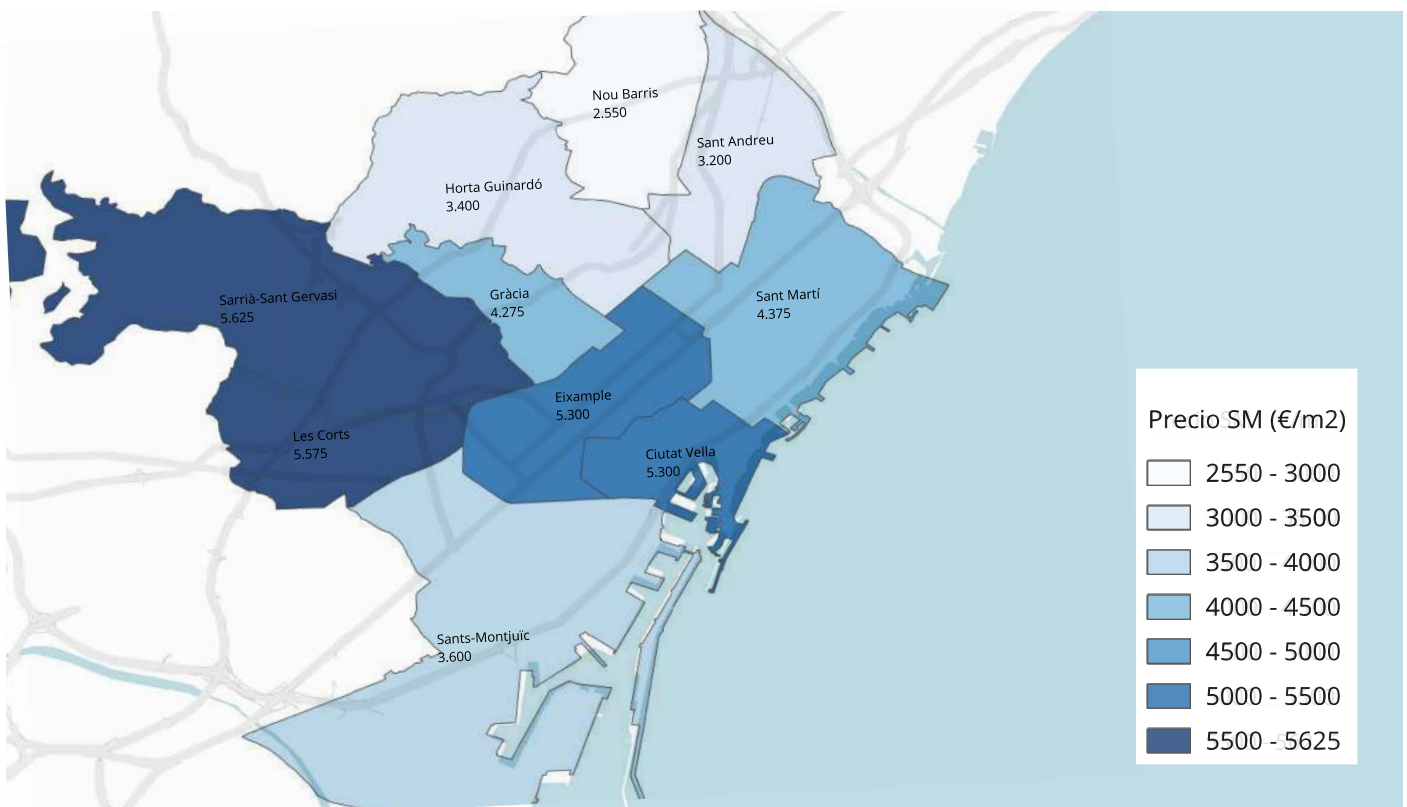 Nou Barris
2.550
Sant Andreu
3.200
Horta Guinardó
3.400
Sarrià-Sant Gervasi
5.625
Gràcia
4.275
Sant Martí
4.375
Eixample
5.300
Les Corts
5.575
Ciutat Vella
5.300
Sants-Montjuïc
3.600
Precio SM (€/m2)
2550 - 3000
3000 - 3500
3500 - 4000
4000 - 4500
4500 - 5000
5000 - 5500
5500 - 5625